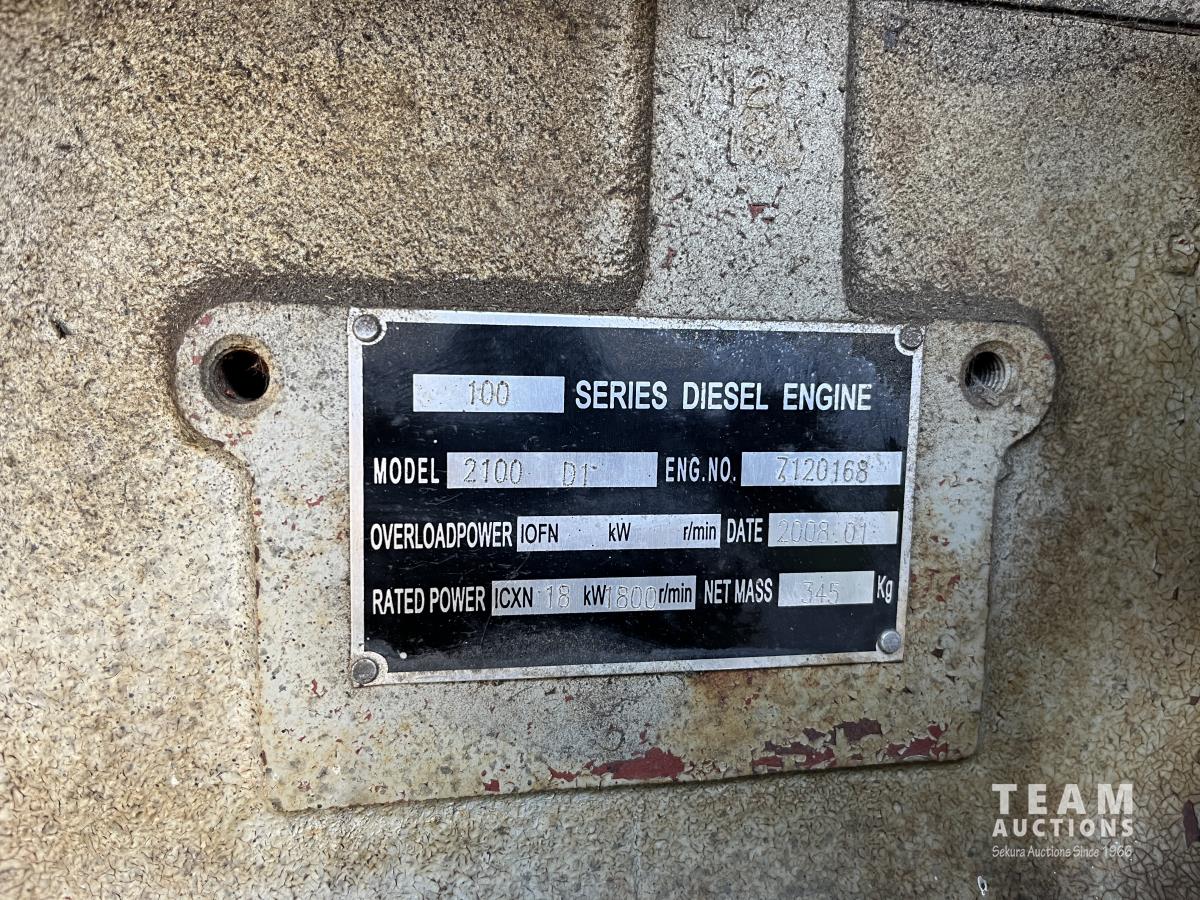 712
100 SERIES DIESEL ENGINE
MODEL 2100 D1 ENG.NO. 7120168
OVERLOADPOWER IOFN kW r/min DATE 2008.01
RATED POWER ICXN 18 kW 1800 r/min NET MASS 345 Kg
TEAM
AUCTIONS
Sekura Auctions Since 1966